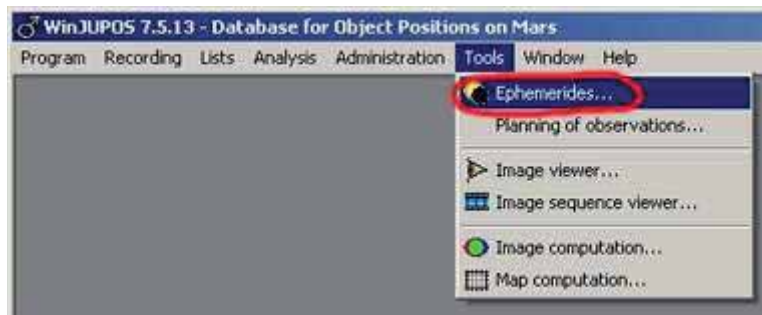 WinJUPOS 7.5.13 - Database for Object Positions on Mars
Program Recording Lists Analysis Administration Tools Window Help
Ephemerides...
Planning of observations...
Image viewer...
Image sequence viewer...
Image computation...
Map computation...